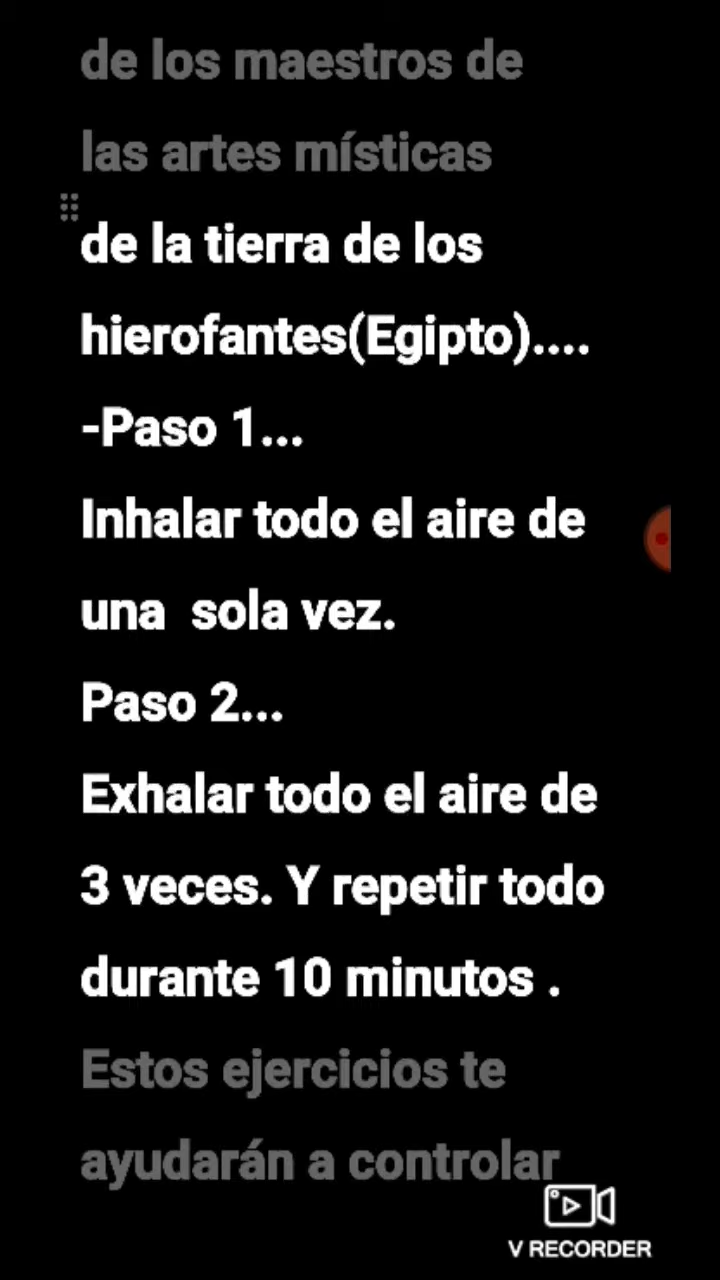 de los maestros de
las artes místicas
de la tierra de los
hierofantes(Egipto)....
-Paso 1...
Inhalar todo el aire de
una  sola vez.
Paso 2...
Exhalar todo el aire de
3 veces. Y repetir todo
durante 10 minutos .
Estos ejercicios te
ayudarán a controlar
V RECORDER